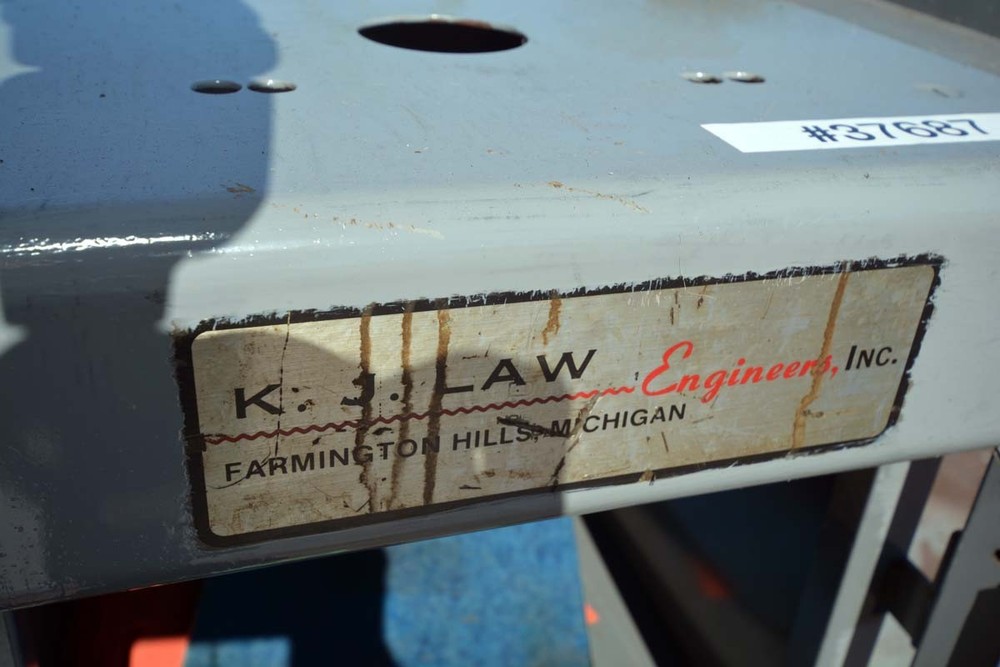 #37687
K. J. LAW Engineers, INC.
FARMINGTON HILLS, MICHIGAN